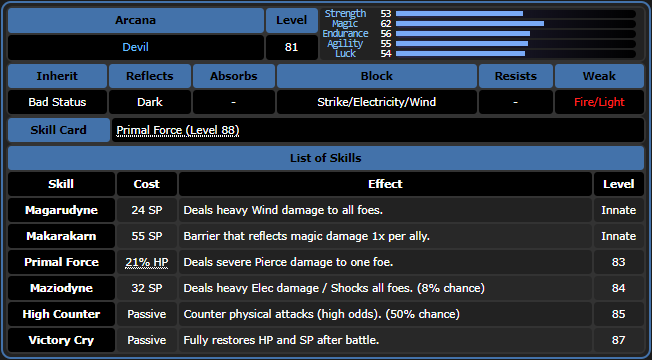 Arcana Level
Devil 81
Strength 53
Magic 62
Endurance 56
Agility 55
Luck 54
Inherit Reflects Absorbs Block Resists Weak
Bad Status Dark - Strike/Electricity/Wind - Fire/Light
Skill Card Primal Force (Level 88)
List of Skills
Skill Cost Effect Level
Magarudyne 24 SP Deals heavy Wind damage to all foes. Innate
Makarakarn 55 SP Barrier that reflects magic damage 1x per ally. Innate
Primal Force 21% HP Deals severe Pierce damage to one foe. 83
Maziodyne 32 SP Deals heavy Elec damage / Shocks all foes. (8% chance) 84
High Counter Passive Counter physical attacks (high odds). (50% chance) 85
Victory Cry Passive Fully restores HP and SP after battle. 87